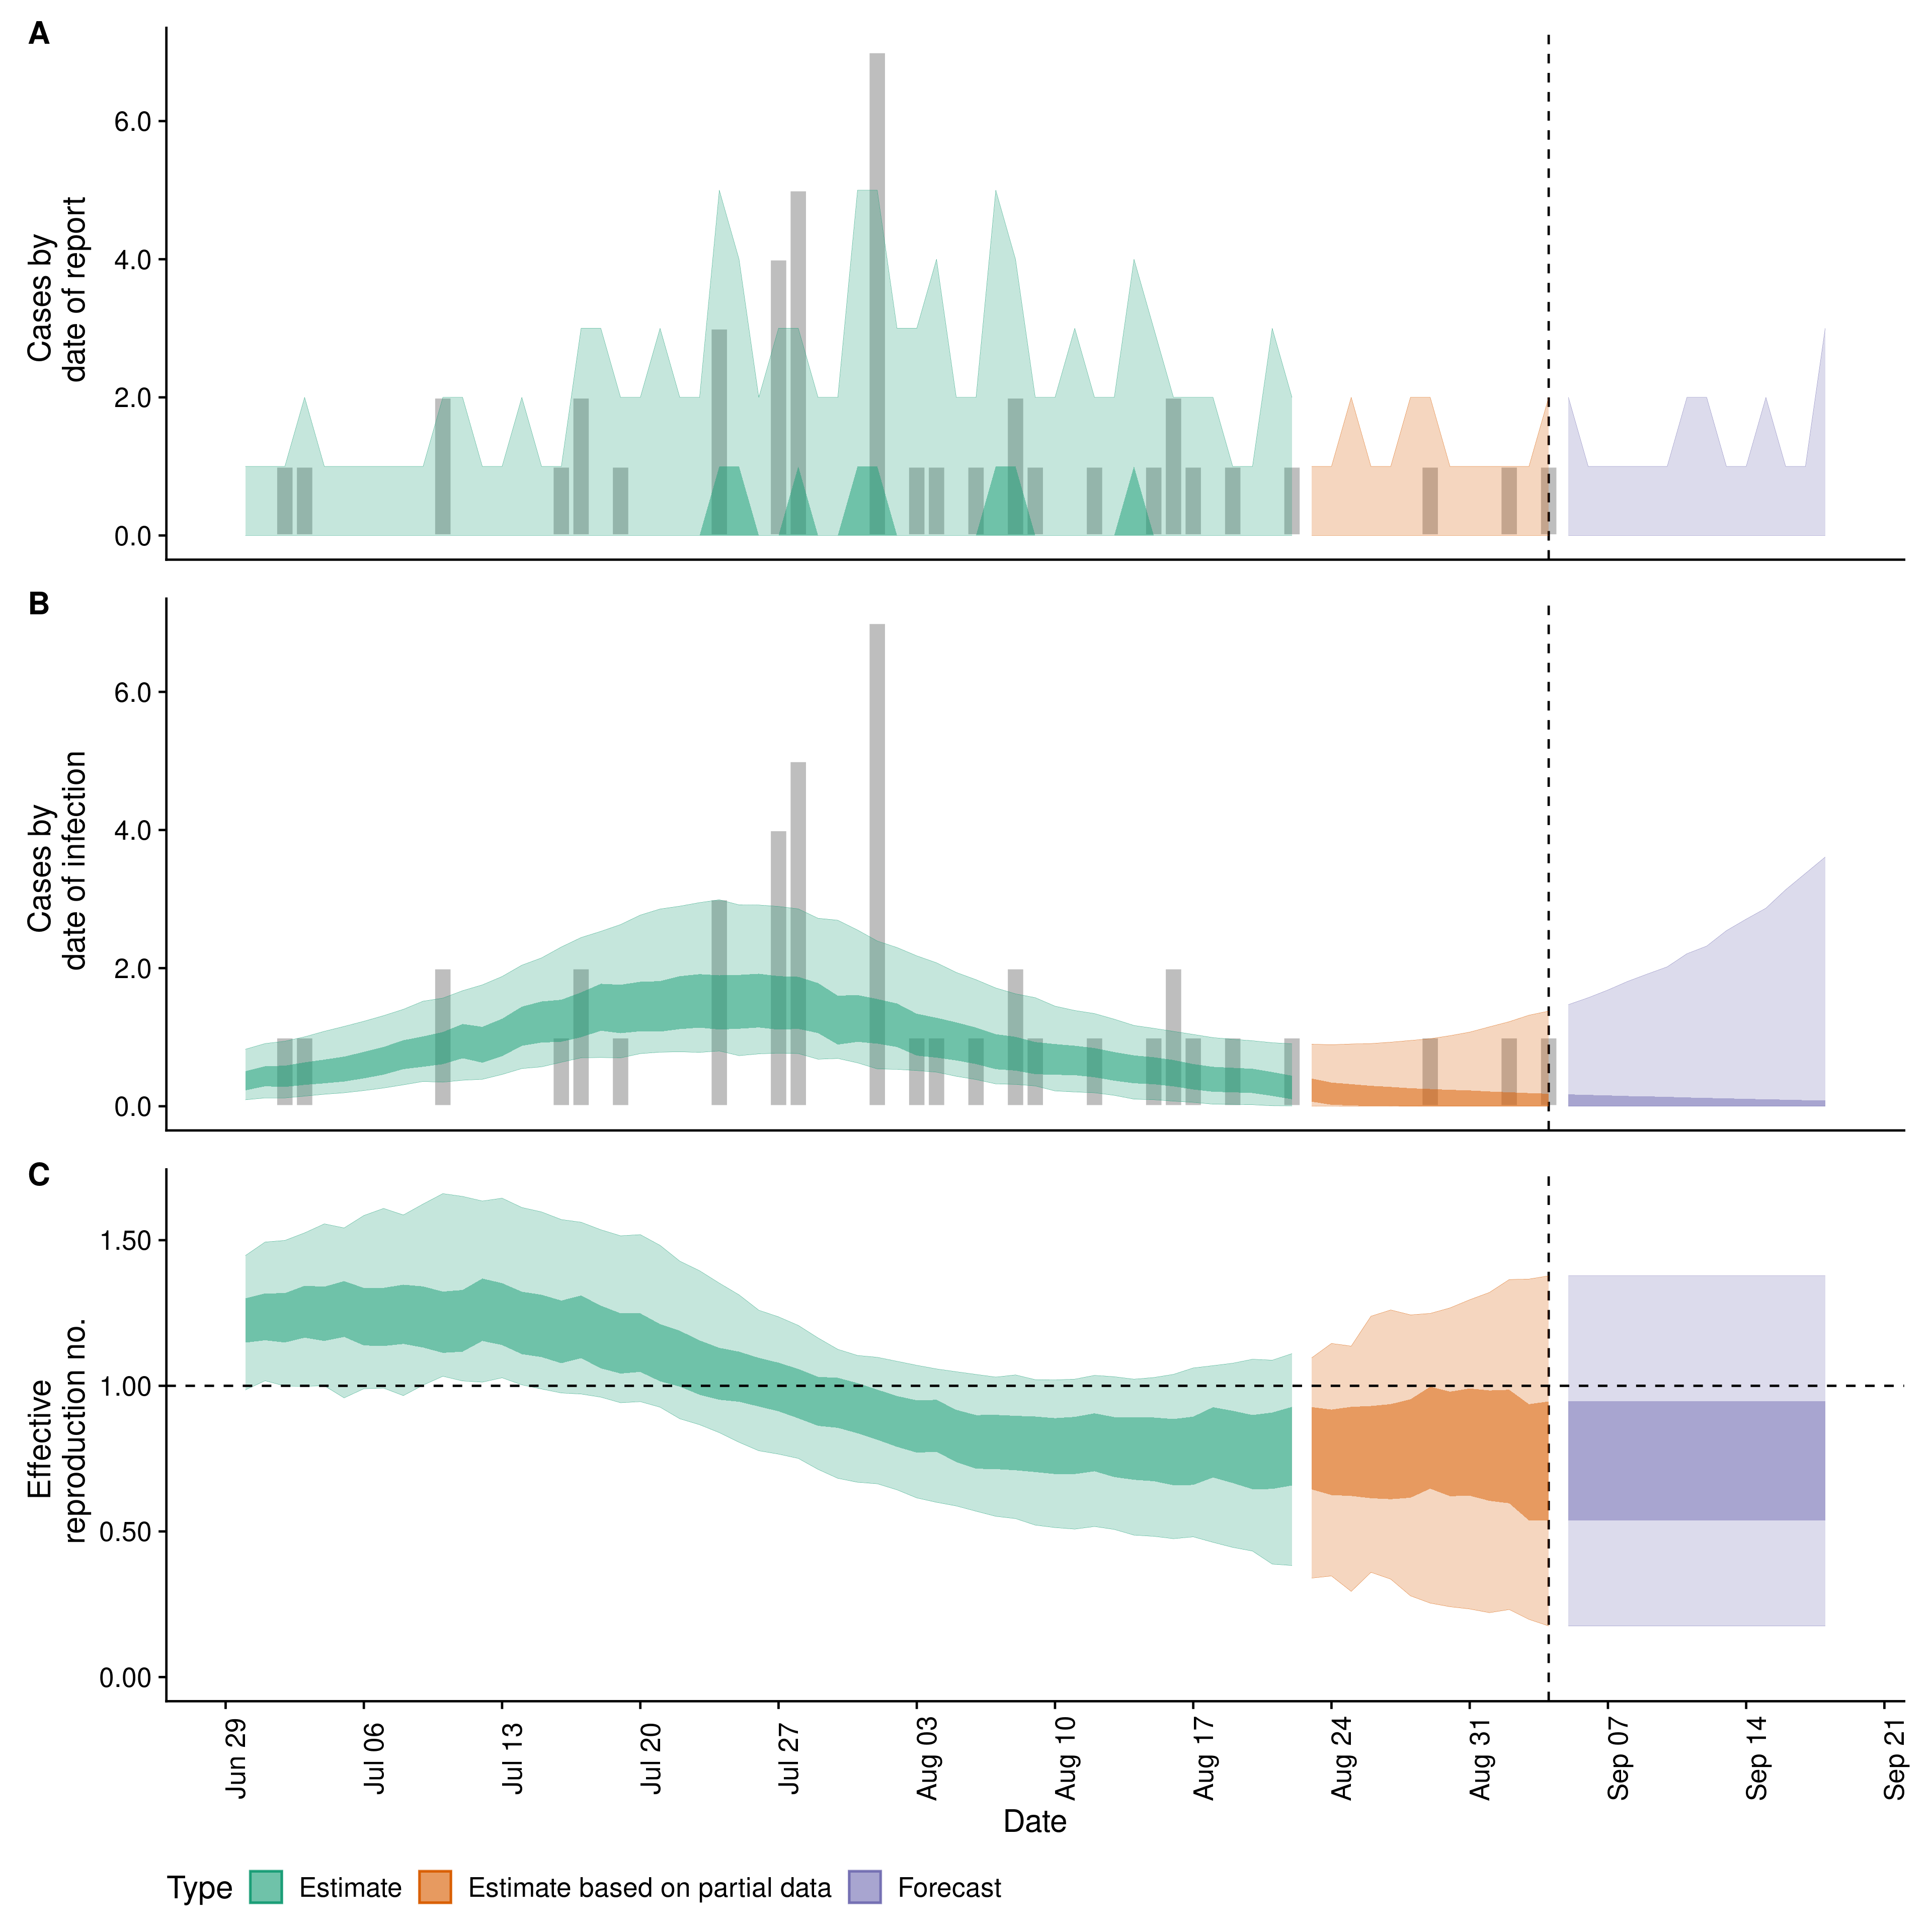 A
Cases by
date of report
6.0
4.0
2.0
0.0
B
Cases by
date of infection
6.0
4.0
2.0
0.0
C
Effective
reproduction no.
1.50
1.00
0.50
0.00
Jun 29
Jul 06
Jul 13
Jul 20
Jul 27
Aug 03
Aug 10
Aug 17
Aug 24
Aug 31
Sep 07
Sep 14
Sep 21
Date
Type Estimate Estimate based on partial data Forecast